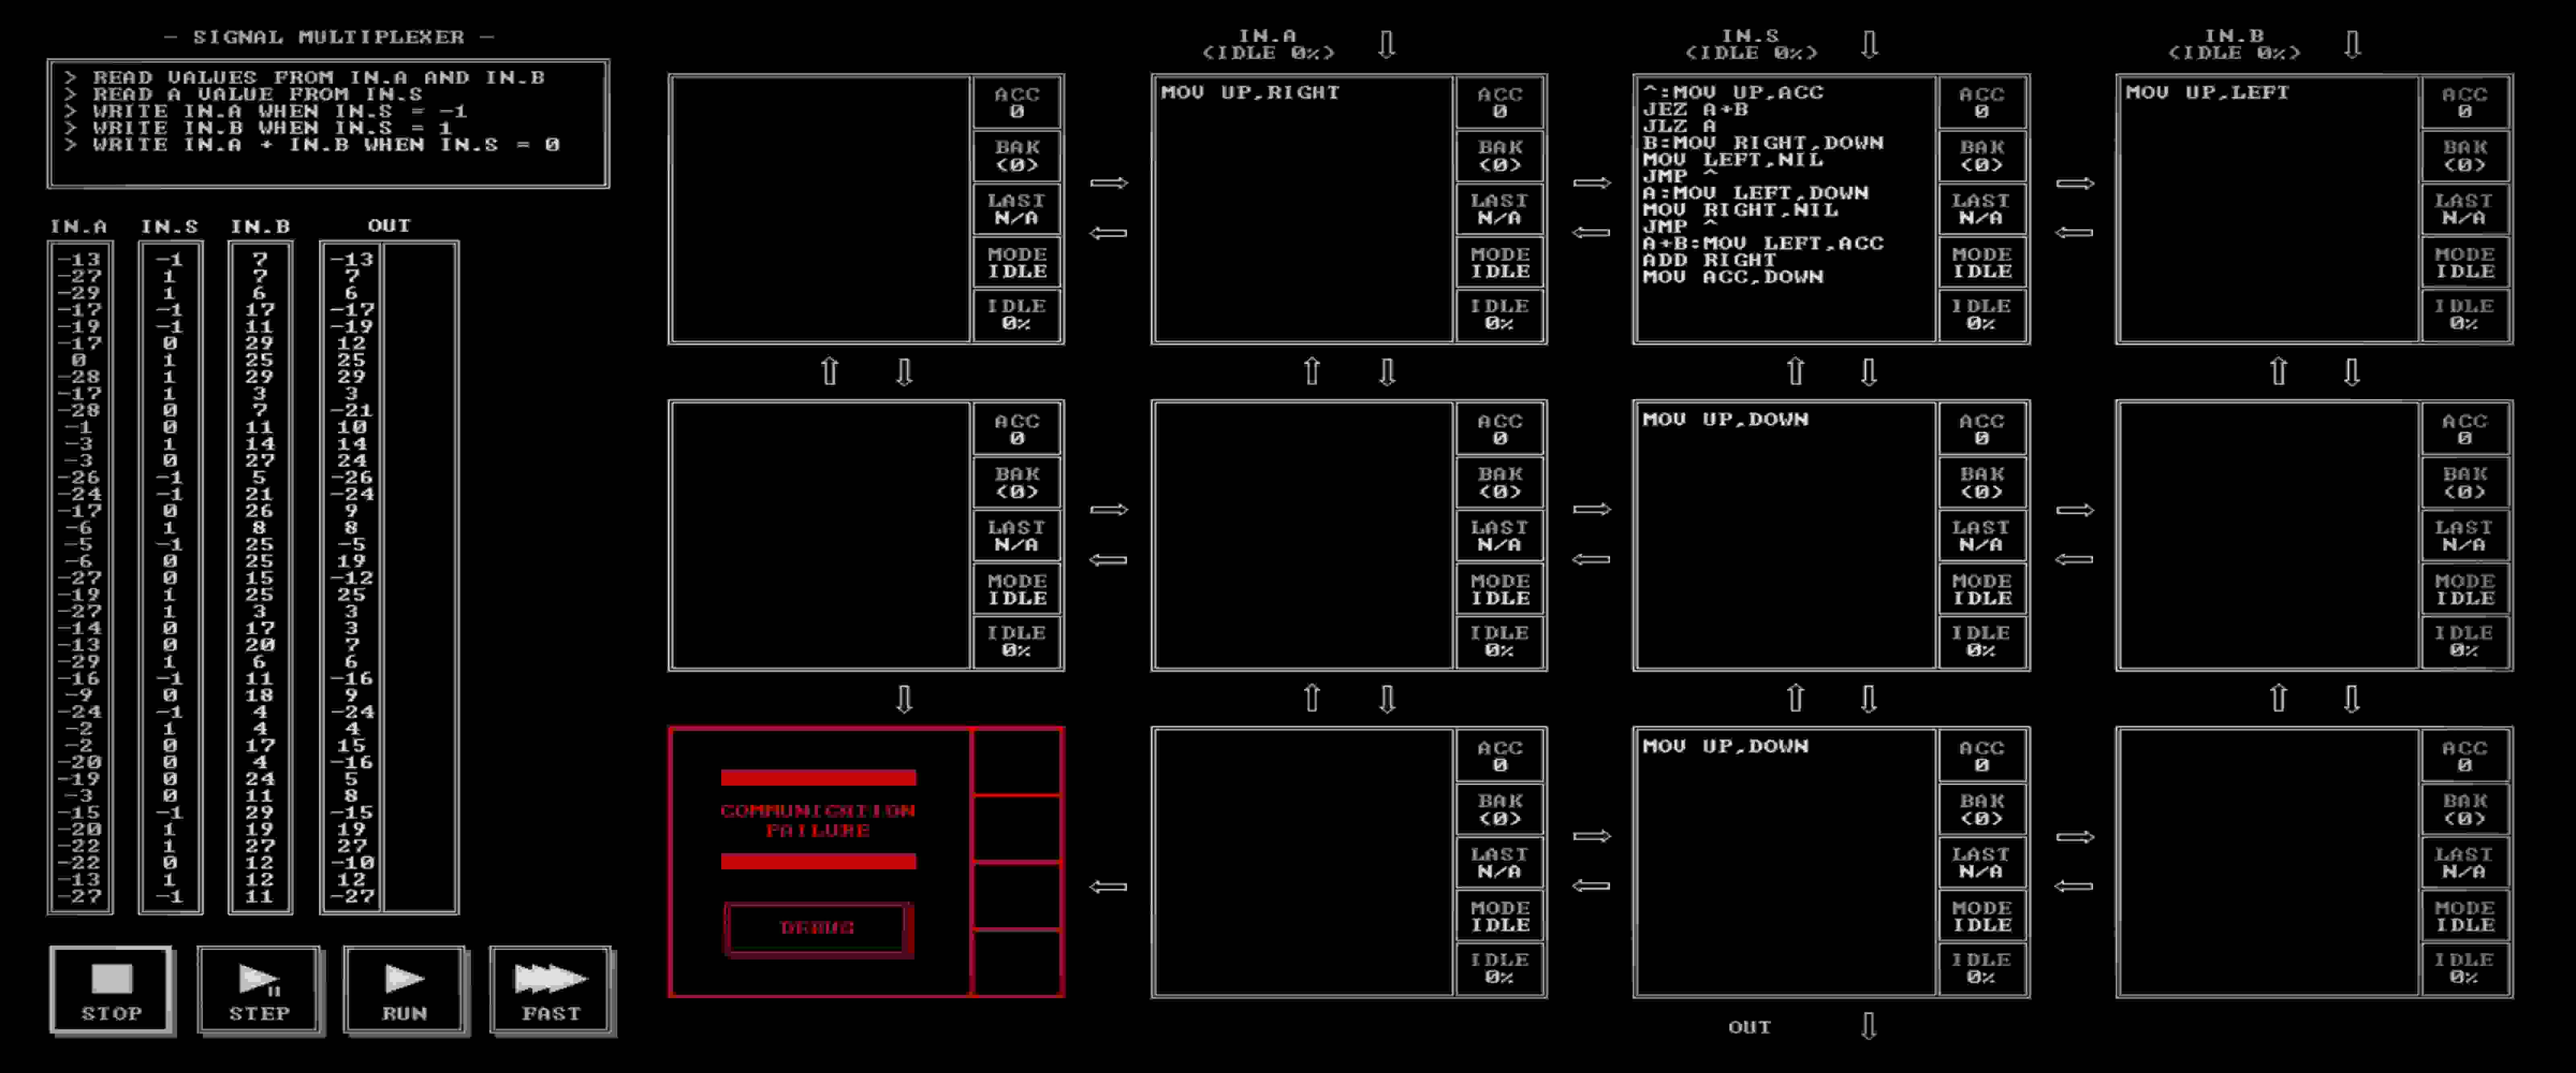 - SIGNAL MULTIPLEXER -
> READ VALUES FROM IN.A AND IN.B
> READ A VALUE FROM IN.S
> WRITE IN.A WHEN IN.S = -1
> WRITE IN.B WHEN IN.S = 1
> WRITE IN.A + IN.B WHEN IN.S = 0
IN.A IN.S IN.B OUT
-13 -1 7 -13
-27 1 7 7
-29 1 6 6
-17 -1 17 -17
-19 -1 11 -19
-17 0 29 12
0 1 25 25
-28 1 29 29
-17 1 3 3
-28 0 7 -21
-1 0 11 10
-3 1 14 14
-3 0 27 24
-26 -1 5 -26
-24 -1 21 -24
-17 0 26 9
-6 1 8 8
-5 -1 25 -5
-6 0 25 19
-27 0 15 -12
-19 1 25 25
-27 1 3 3
-14 0 17 3
-13 0 20 7
-29 1 6 6
-16 -1 11 -16
-9 0 18 9
-24 -1 4 -24
-2 1 4 4
-2 0 17 15
-20 0 4 -16
-19 0 24 5
-3 0 11 8
-15 -1 29 -15
-20 1 19 19
-22 1 27 27
-22 0 12 -10
-13 1 12 12
-27 -1 11 -27
STOP
STEP
RUN
FAST
ACC
0
BAK
(0)
LAST
N/A
MODE
IDLE
IDLE
0%
IN.A
(IDLE 0%)
MOV UP,RIGHT
ACC
0
BAK
(0)
LAST
N/A
MODE
IDLE
IDLE
0%
IN.S
(IDLE 0%)
^:MOV UP,ACC
JEZ A+B
JLZ A
B:MOV RIGHT,DOWN
MOV LEFT,NIL
JMP ^
A:MOV LEFT,DOWN
MOV RIGHT,NIL
JMP ^
A+B:MOV LEFT,ACC
ADD RIGHT
MOV ACC,DOWN
ACC
0
BAK
(0)
LAST
N/A
MODE
IDLE
IDLE
0%
IN.B
(IDLE 0%)
MOV UP,LEFT
ACC
0
BAK
(0)
LAST
N/A
MODE
IDLE
IDLE
0%
ACC
0
BAK
(0)
LAST
N/A
MODE
IDLE
IDLE
0%
ACC
0
BAK
(0)
LAST
N/A
MODE
IDLE
IDLE
0%
MOV UP,DOWN
ACC
0
BAK
(0)
LAST
N/A
MODE
IDLE
IDLE
0%
ACC
0
BAK
(0)
LAST
N/A
MODE
IDLE
IDLE
0%
COMMUNICATION
FAILURE
DEBUG
ACC
0
BAK
(0)
LAST
N/A
MODE
IDLE
IDLE
0%
MOV UP,DOWN
ACC
0
BAK
(0)
LAST
N/A
MODE
IDLE
IDLE
0%
ACC
0
BAK
(0)
LAST
N/A
MODE
IDLE
IDLE
0%
OUT